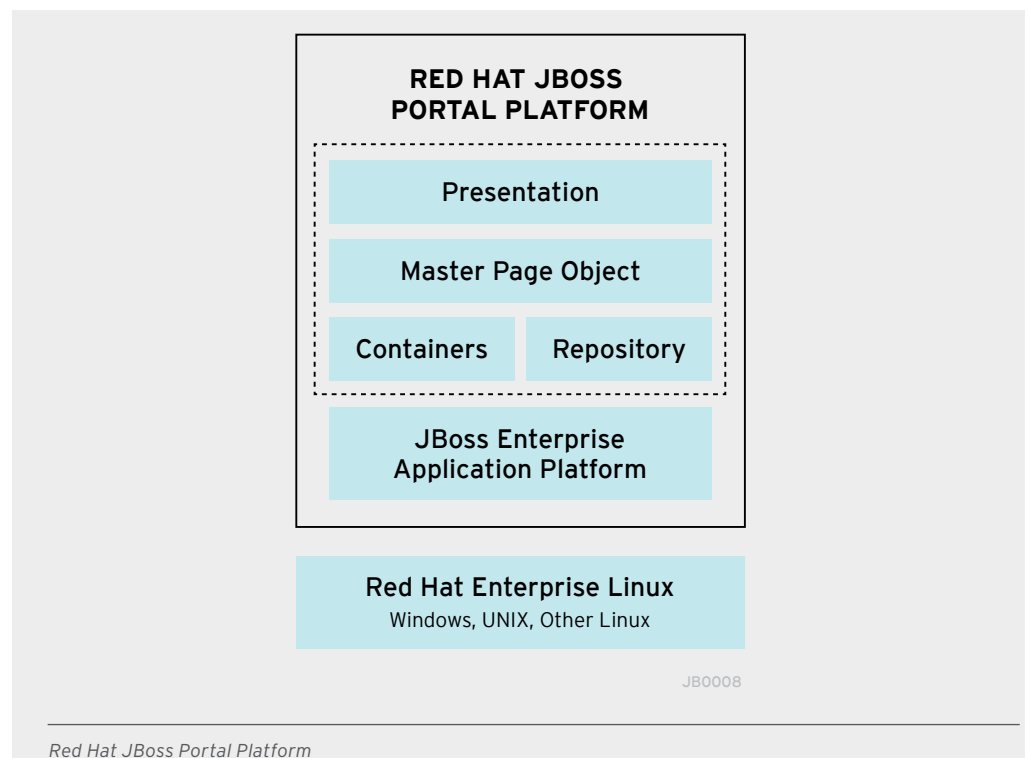 RED HAT JBOSS
PORTAL PLATFORM
Presentation
Master Page Object
Containers
Repository
JBoss Enterprise
Application Platform
Red Hat Enterprise Linux
Windows, UNIX, Other Linux
JB0008
Red Hat JBoss Portal Platform